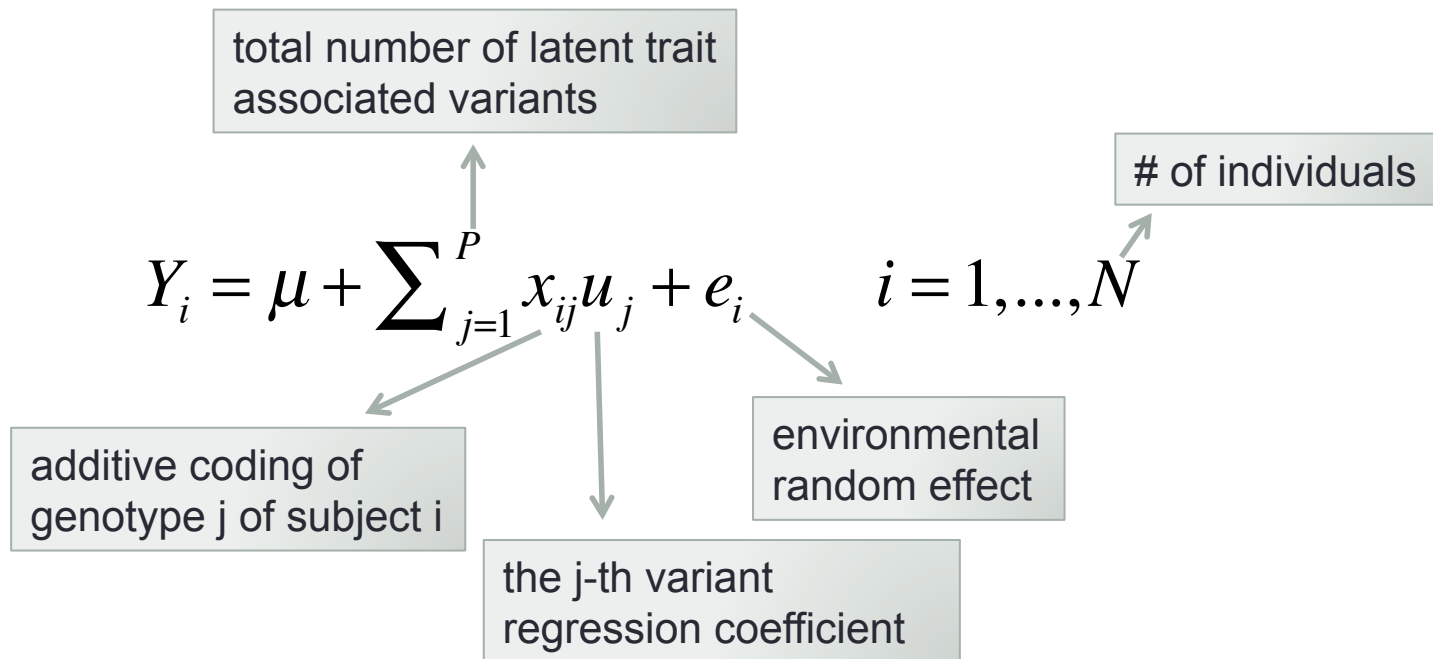 total number of latent trait
associated variants
# of individuals
Y_i = μ + ∑_{j=1}^{P} x_{ij} u_j + e_i    i = 1,...,N
additive coding of
genotype j of subject i
environmental
random effect
the j-th variant
regression coefficient